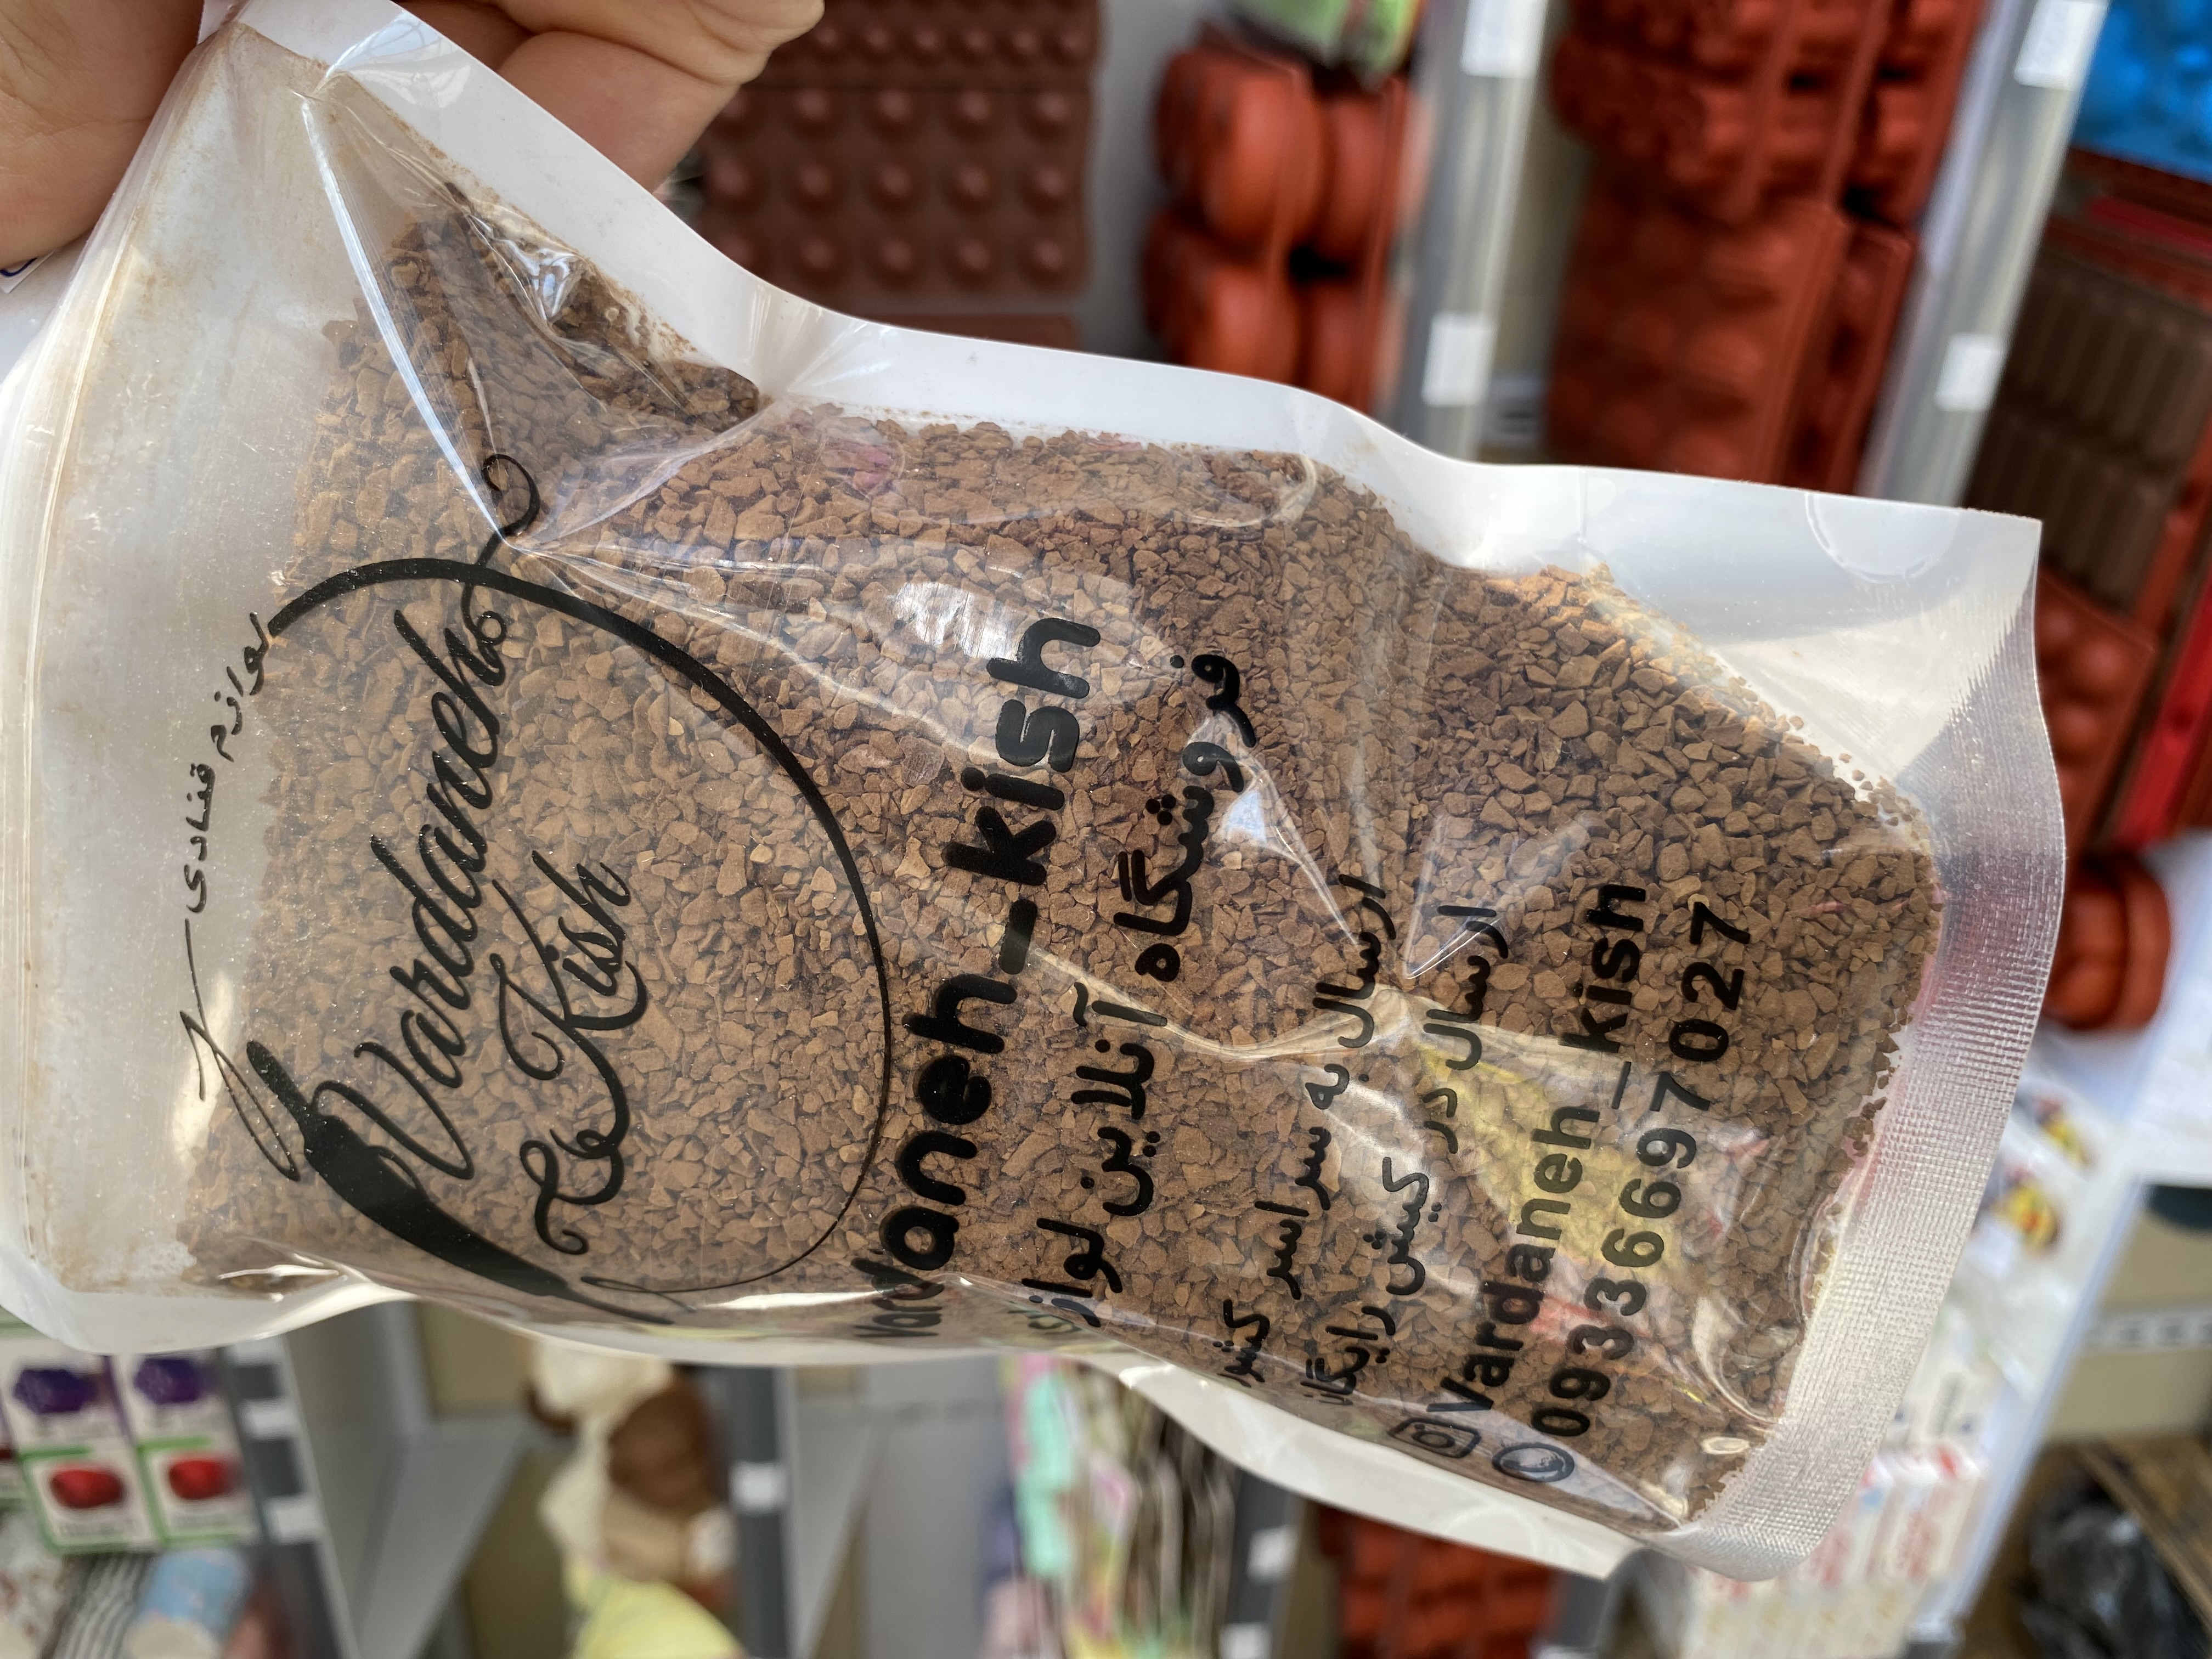 لوازم قنادی
Vardaneh
Kish
vardaneh_kish
فروشگاه آنلاین لوازم
ارسال به سراسر کشور
ارسال در کیش رایگان
Vardaneh_kish
09336697027